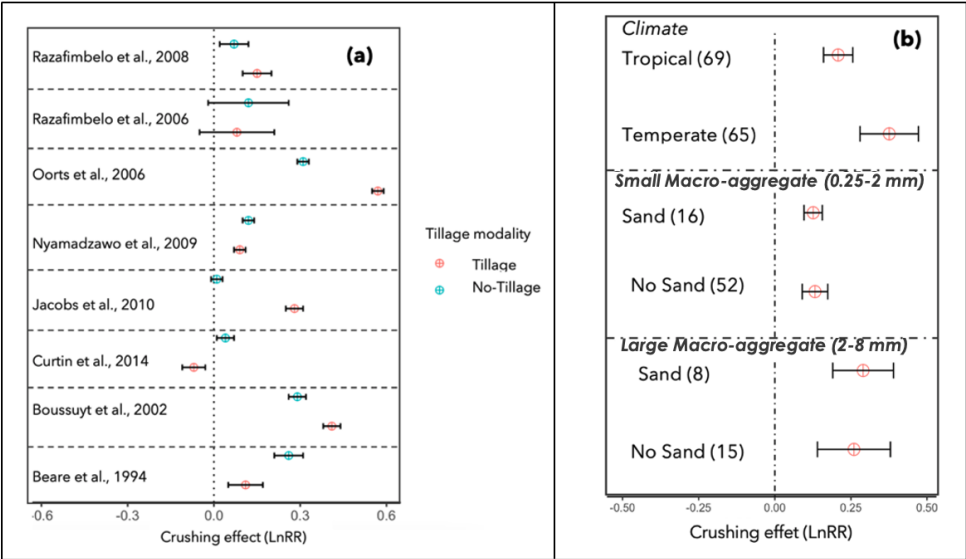 (a)
Razafimbelo et al., 2008
Razafimbelo et al., 2006
Oorts et al., 2006
Nyamadzawo et al., 2009
Jacobs et al., 2010
Curtin et al., 2014
Boussuyt et al., 2002
Beare et al., 1994
-0.6 -0.3 0.0 0.3 0.6
Crushing effect (LnRR)
Tillage modality
Tillage
No-Tillage
(b)
Climate
Tropical (69)
Temperate (65)
Small Macro-aggregate (0.25-2 mm)
Sand (16)
No Sand (52)
Large Macro-aggregate (2-8 mm)
Sand (8)
No Sand (15)
-0.50 -0.25 0.00 0.25 0.50
Crushing effet (LnRR)